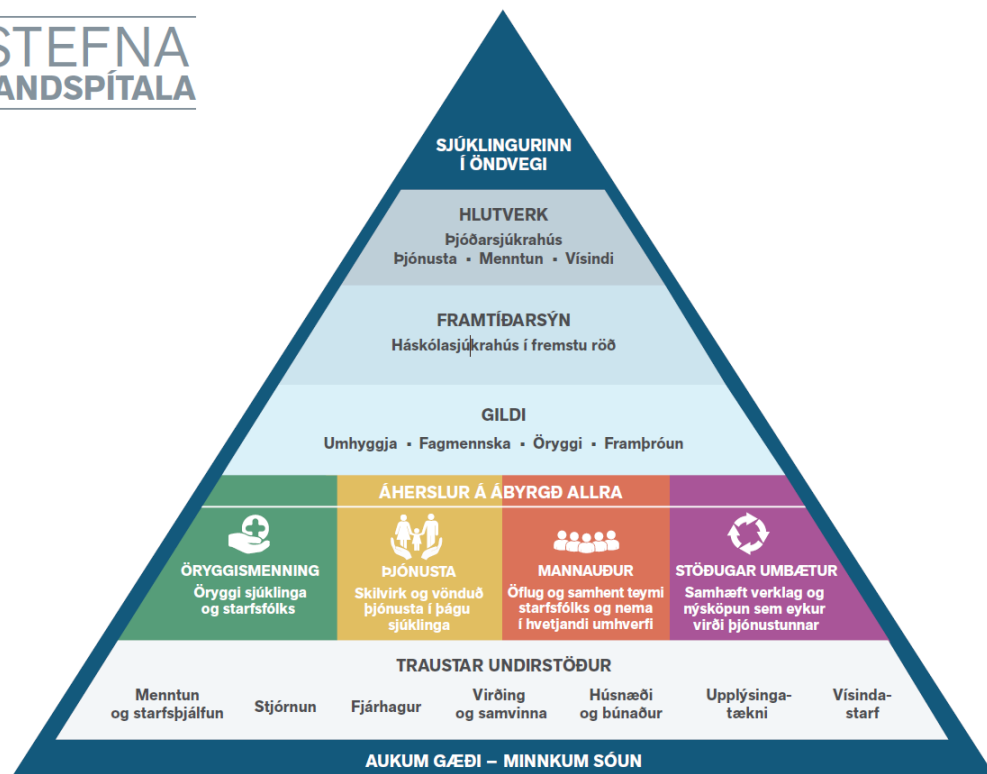 STEFNA
ANDSPÍTALA
SJÚKLINGURINN
Í ÖNDVEGI
HLUTVERK
Þjóðarsjúkrahús
Þjónusta ▪ Menntun ▪ Vísindi
FRAMTÍÐARSÝN
Háskólasjúkrahús í fremstu röð
GILDI
Umhyggja ▪ Fagmennska ▪ Öryggi ▪ Framþróun
ÁHERSLUR Á ÁBYRGÐ ALLRA
ÖRYGGISMENNING
Öryggi sjúklinga
og starfsfólks
ÞJÓNUSTA
Skilvirk og vönduð
þjónusta í þágu
sjúklinga
MANNAUÐUR
Öflug og samhent teymi
starfsfólks og nema
í hvetjandi umhverfi
STÖÐUGAR UMBÆTUR
Samhæft verklag og
nýsköpun sem eykur
virði þjónustunnar
TRAUSTAR UNDIRSTÖÐUR
Menntun
og starfsþjálfun
Stjórnun
Fjárhagur
Virðing
og samvinna
Húsnæði
og búnaður
Upplýsinga-
tækni
Vísinda-
starf
AUKUM GÆÐI – MINNKUM SÓUN